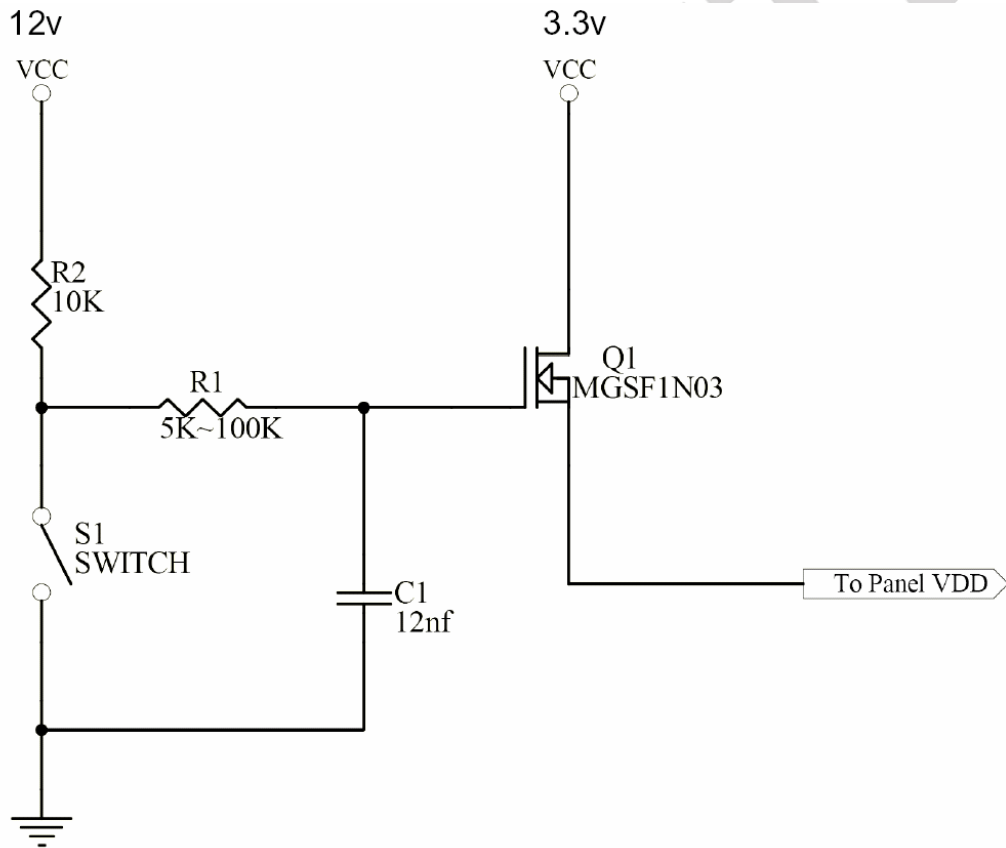 12v
3.3v
VCC
VCC
R2
10K
R1
5K~100K
Q1
MGSF1N03
S1
SWITCH
C1
12nf
To Panel VDD